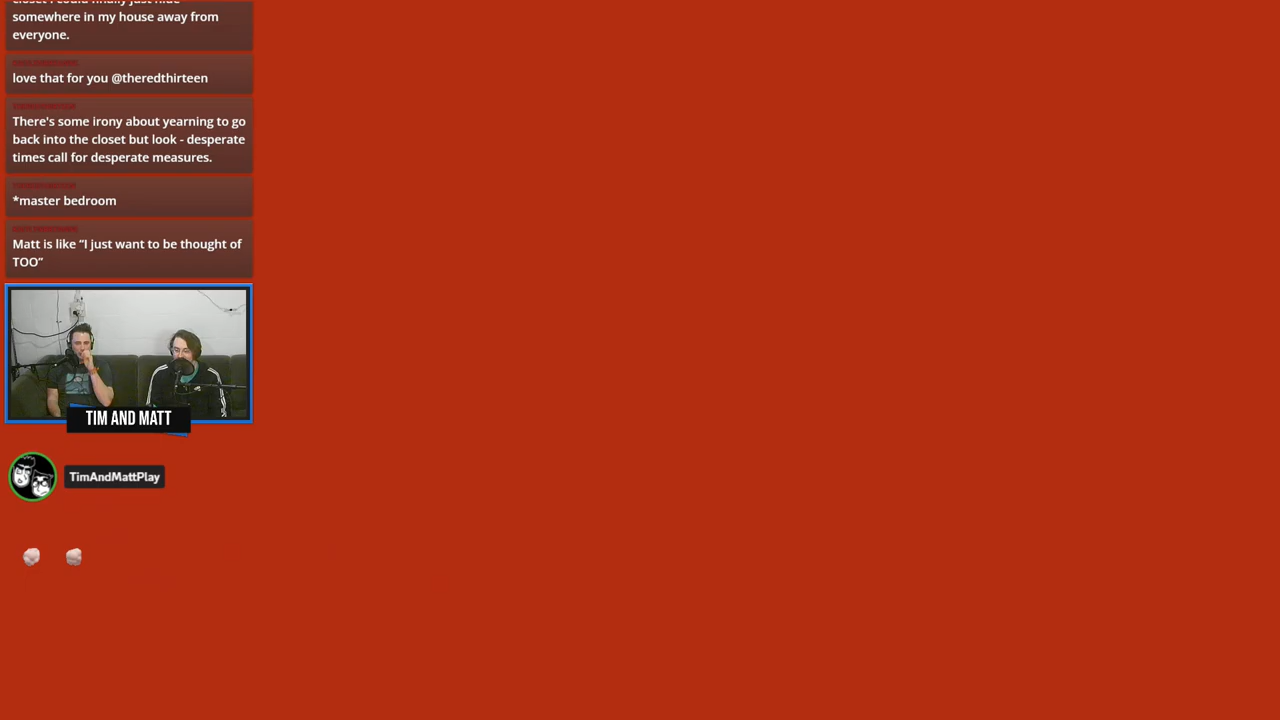 somewhere in my house away from
everyone.
love that for you @theredthirteen
There's some irony about yearning to go
back into the closet but look - desperate
times call for desperate measures.
*master bedroom
Matt is like "I just want to be thought of
TOO"
TIM AND MATT
TimAndMattPlay